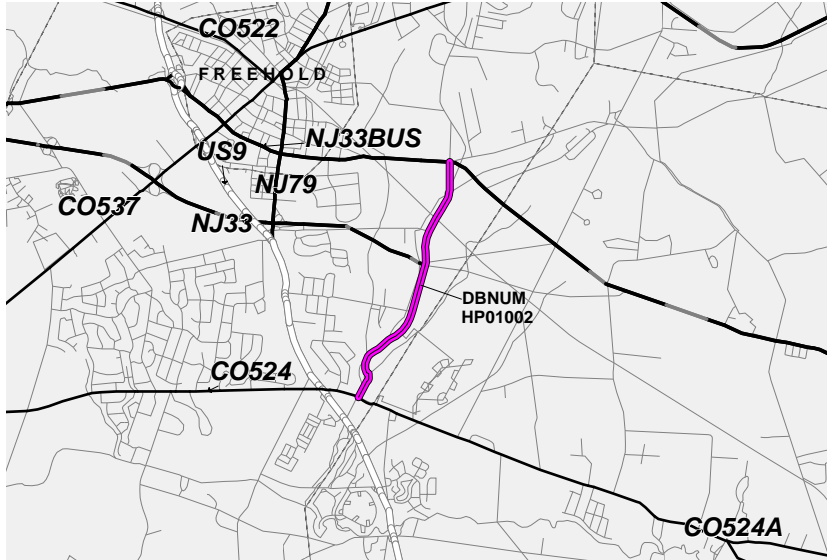 CO522
FREEHOLD
NJ33BUS
US9
NJ79
CO537
NJ33
DBNUM
HP01002
CO524
CO524A